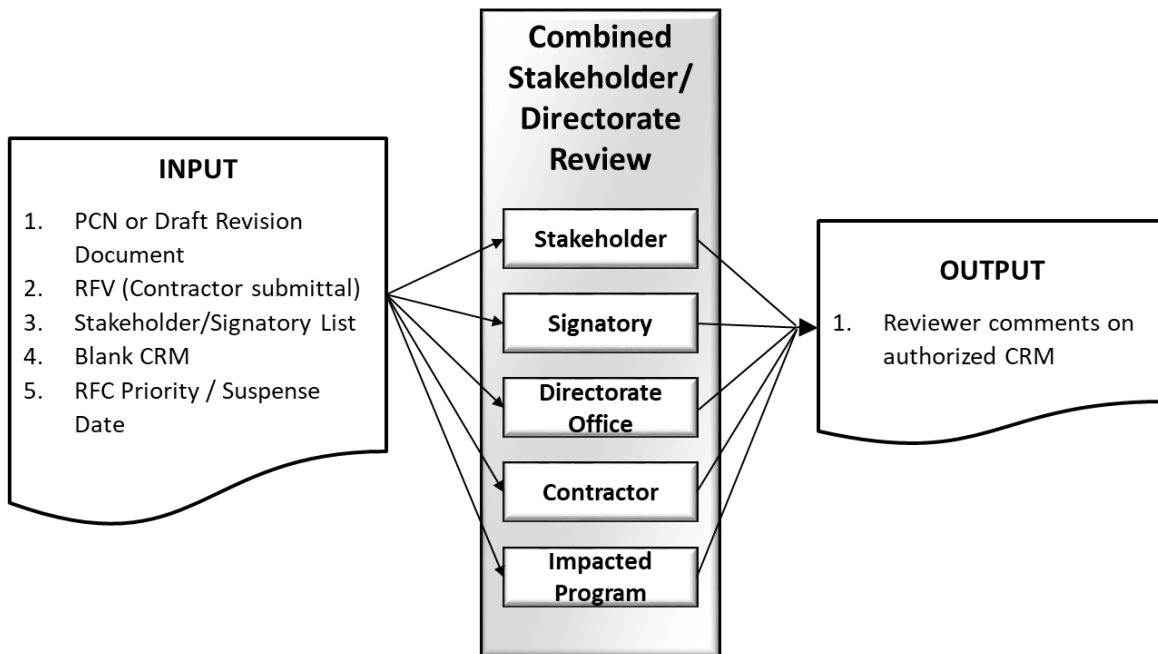 INPUT
1. PCN or Draft Revision
Document
2. RFV (Contractor submittal)
3. Stakeholder/Signatory List
4. Blank CRM
5. RFC Priority / Suspense
Date
Combined
Stakeholder/
Directorate
Review
Stakeholder
Signatory
Directorate
Office
Contractor
Impacted
Program
OUTPUT
1. Reviewer comments on
authorized CRM